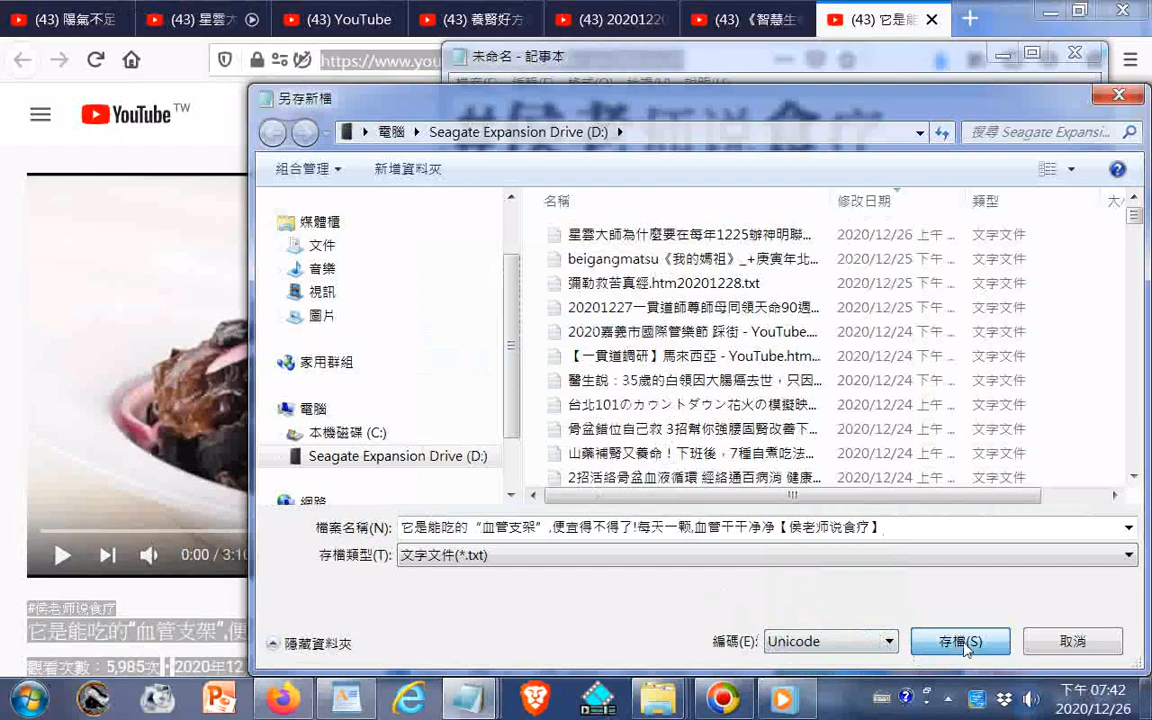 (43) 陽氣不足
(43) 星雲大
(43) YouTube
(43) 養腎好方
(43) 20201220
(43) 《智慧生命
(43) 它是能
https://www.you
未命名 - 記事本
YouTube TW
#侯老师说食疗
另存新檔
電腦 Seagate Expansion Drive (D:)
搜尋 Seagate Expansi...
組合管理
新增資料夾
名稱 修改日期 類型 大小
媒體櫃
文件
音樂
視訊
圖片
家用群組
電腦
本機磁碟 (C:)
Seagate Expansion Drive (D:)
網路
星雲大師為什麼要在每年1225辦神明聯... 2020/12/26 上午 ... 文字文件
beigangmatsu《我的媽祖》_+庚寅年北... 2020/12/25 下午 ... 文字文件
彌勒救苦真經.htm20201228.txt 2020/12/25 下午 ... 文字文件
20201227一貫道師尊師母同領天命90週... 2020/12/25 下午 ... 文字文件
2020嘉義市國際管樂節 踩街 - YouTube... 2020/12/24 下午 ... 文字文件
【一貫道調研】馬來西亞 - YouTube.htm... 2020/12/24 下午 ... 文字文件
醫生說：35歲的白領因大腸癌去世，只因... 2020/12/24 下午 ... 文字文件
台北101のカウントダウン花火の模擬映... 2020/12/24 上午 ... 文字文件
骨盆錯位自己救 3招幫你強腰固腎改善下... 2020/12/24 上午 ... 文字文件
山藥補腎又養命！下班後，7種自煮吃法... 2020/12/24 上午 ... 文字文件
2招活絡骨盆血液循環 經絡通百病消 健康... 2020/12/24 上午 ... 文字文件
檔案名稱(N): 它是能吃的“血管支架”,便宜得不得了!每天一颗,血管干干净净【侯老师说食疗】
存檔類型(T): 文字文件(*.txt)
隱藏資料夾
編碼(E): Unicode
存檔(S)
取消
0:00 / 3:10
#侯老师说食疗
它是能吃的“血管支架”,便
觀看次數：5,985次 • 2020年12
下午 07:42
2020/12/26